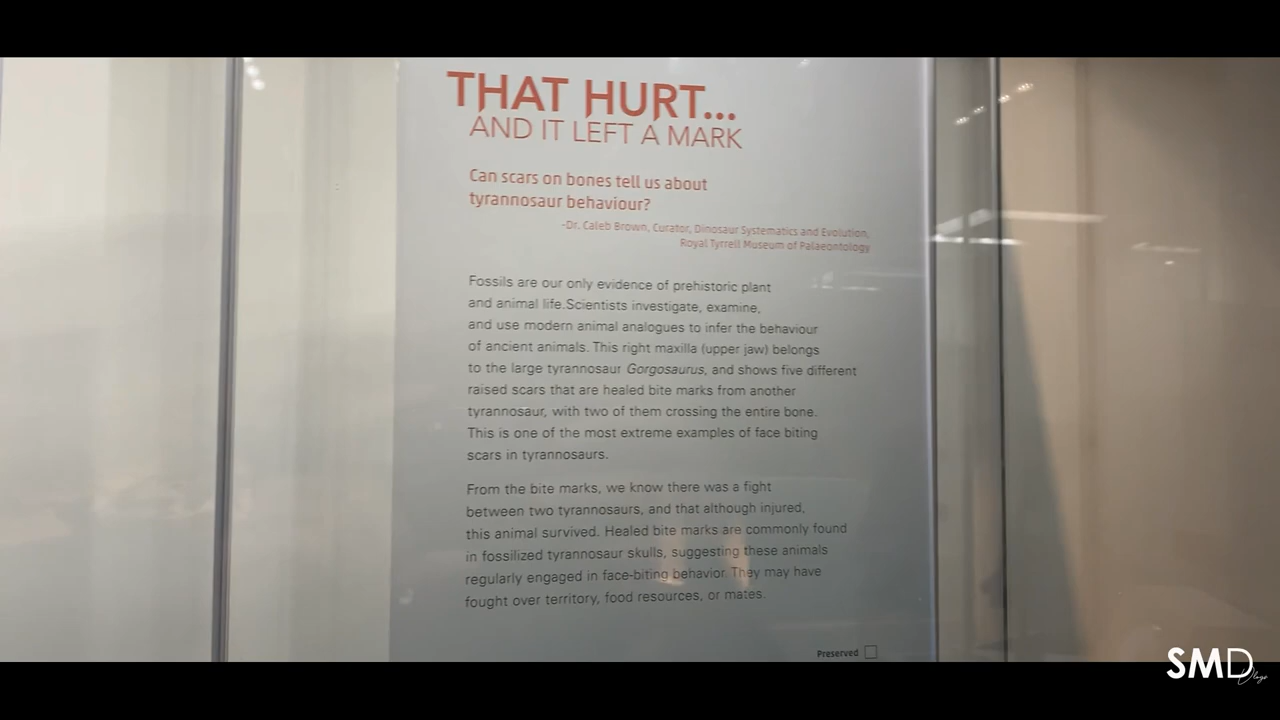 THAT HURT...
AND IT LEFT A MARK
Can scars on bones tell us about
tyrannosaur behaviour?
-Dr. Caleb Brown, Curator, Dinosaur Systematics and Evolution,
Royal Tyrrell Museum of Palaeontology
Fossils are our only evidence of prehistoric plant
and animal life.Scientists investigate, examine,
and use modern animal analogues to infer the behaviour
of ancient animals. This right maxilla (upper jaw) belongs
to the large tyrannosaur Gorgosaurus, and shows five different
raised scars that are healed bite marks from another
tyrannosaur, with two of them crossing the entire bone.
This is one of the most extreme examples of face biting
scars in tyrannosaurs.
From the bite marks, we know there was a fight
between two tyrannosaurs, and that although injured,
this animal survived. Healed bite marks are commonly found
in fossilized tyrannosaur skulls, suggesting these animals
regularly engaged in face-biting behavior. They may have
fought over territory, food resources, or mates.
Preserved
SMD
Vlogs